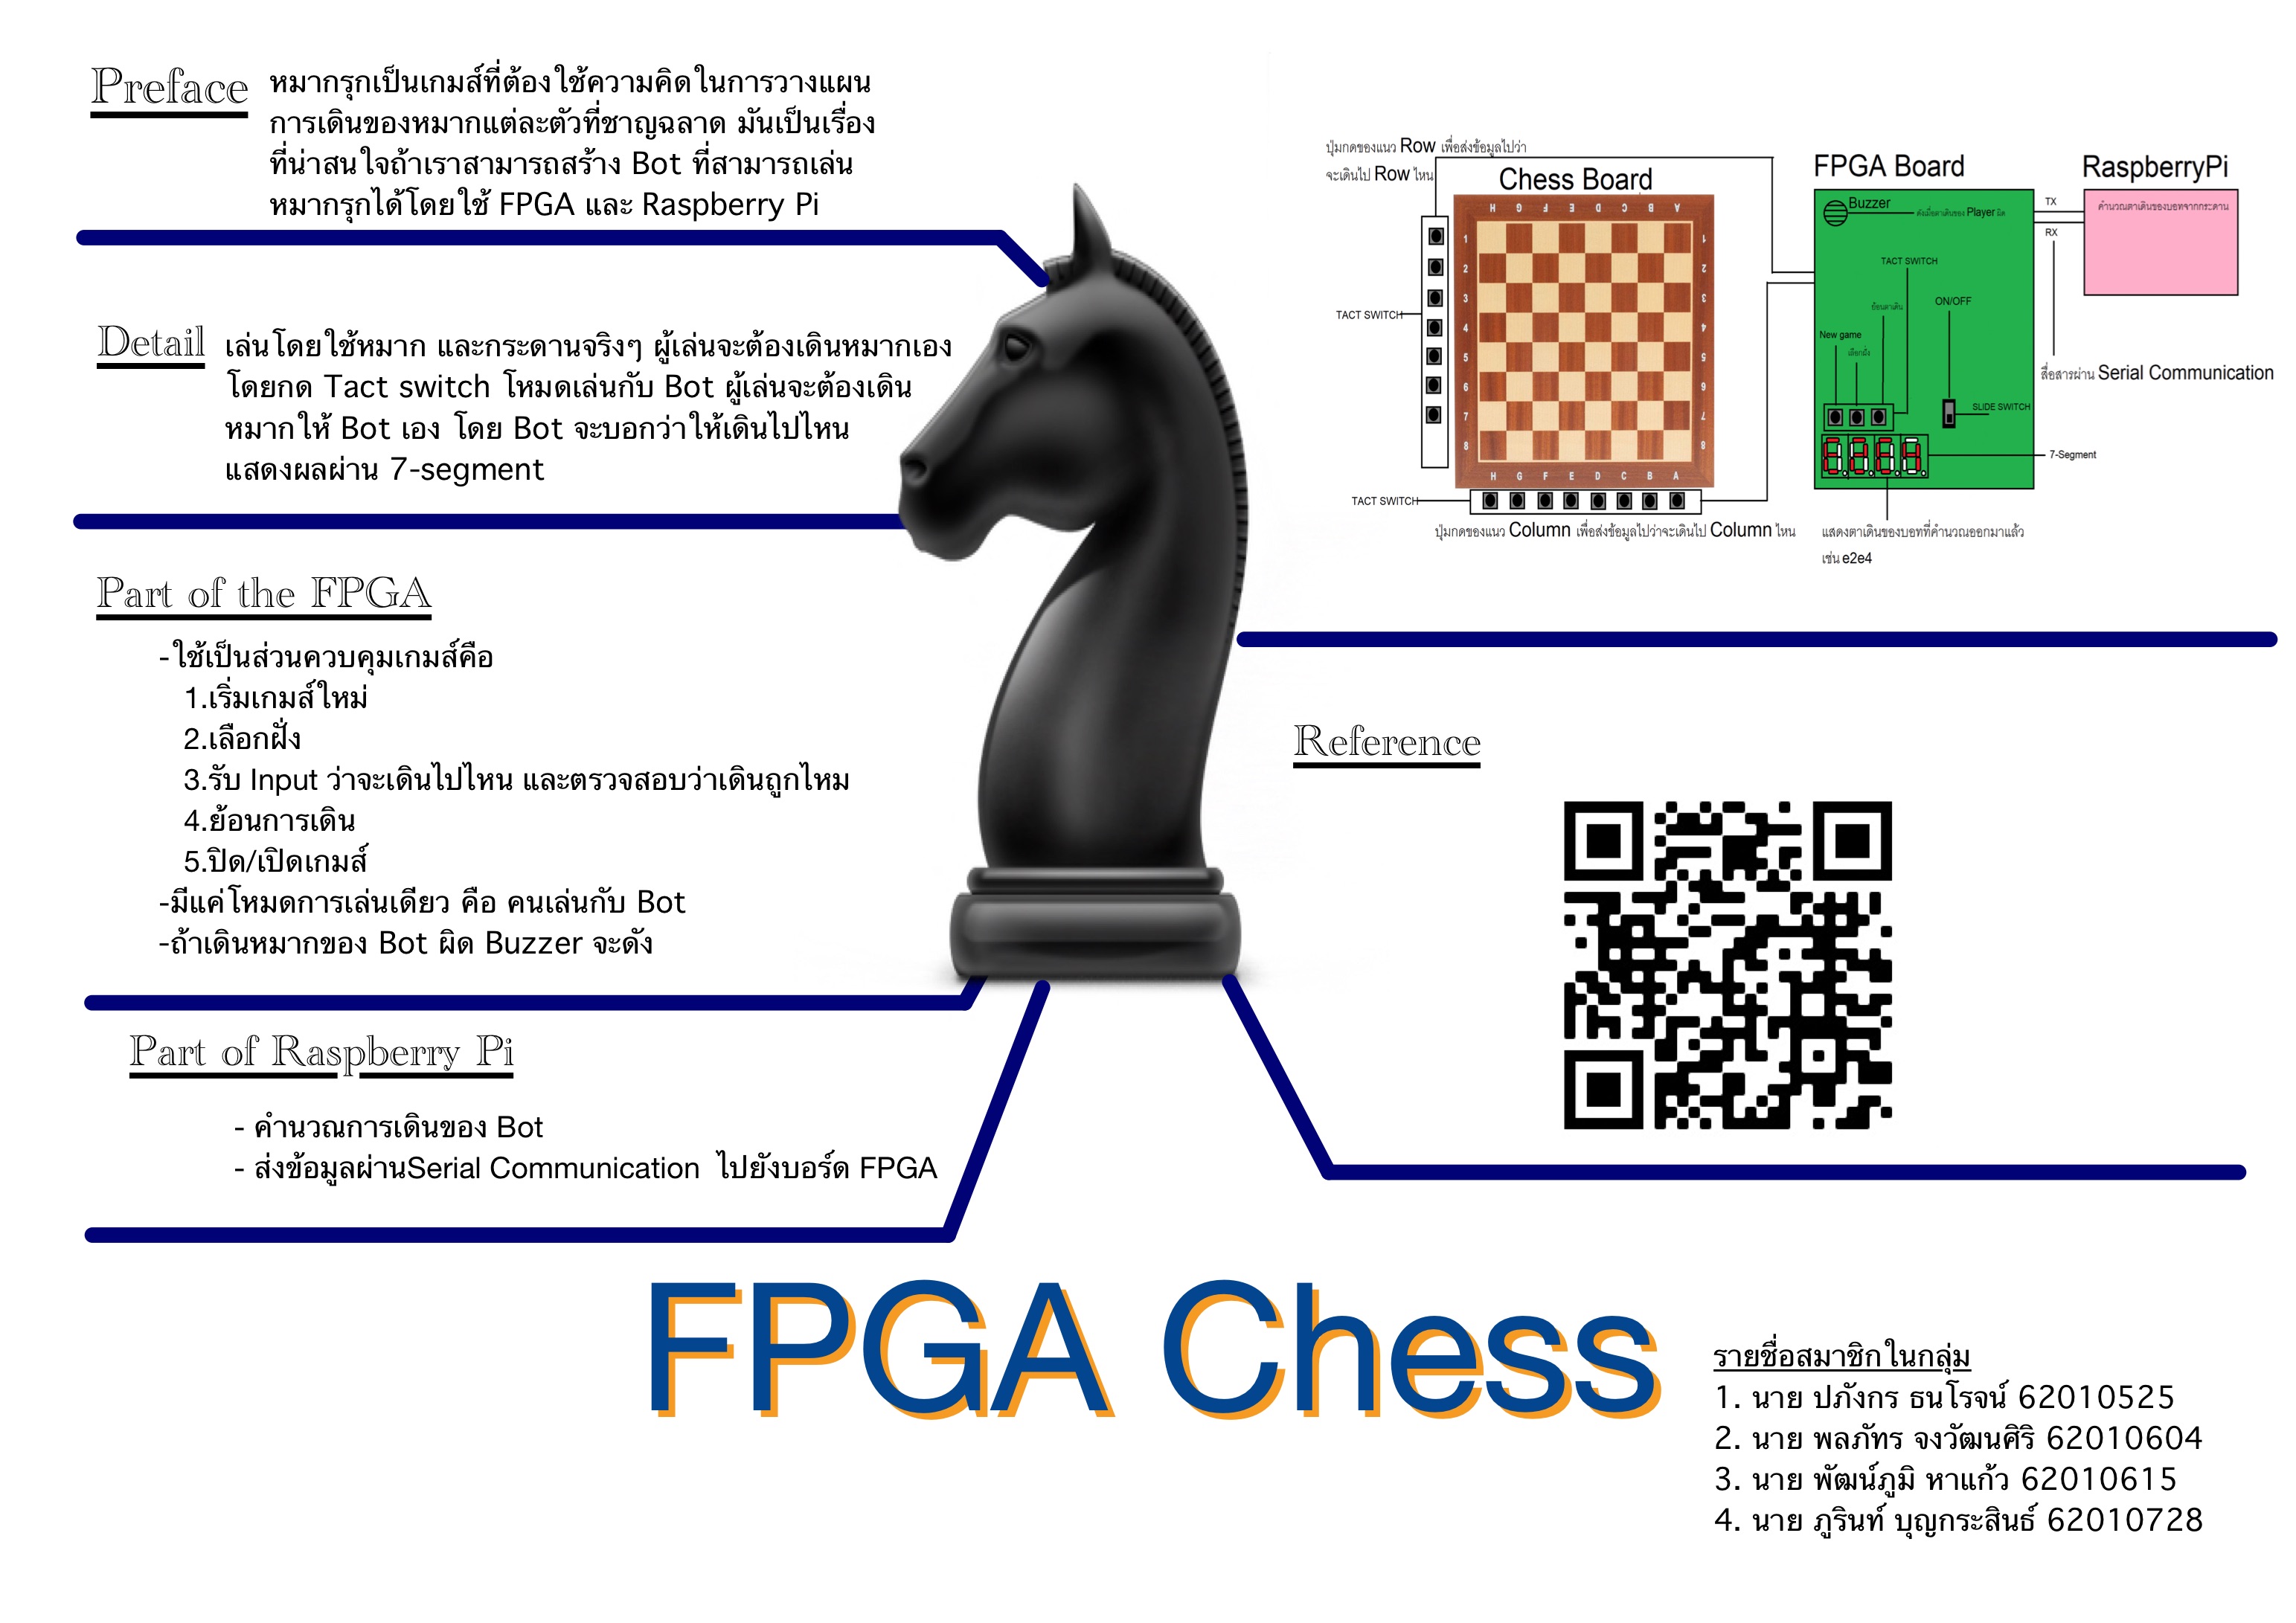 Preface
หมากรุกเป็นเกมส์ที่ต้องใช้ความคิดในการวางแผน
การเดินของหมากแต่ละตัวที่ชาญฉลาด มันเป็นเรื่อง
ที่น่าสนใจถ้าเราสามารถสร้าง Bot ที่สามารถเล่น
หมากรุกได้โดยใช้ FPGA และ Raspberry Pi
Detail
เล่นโดยใช้หมาก และกระดานจริงๆ ผู้เล่นจะต้องเดินหมากเอง
โดยกด Tact switch โหมดเล่นกับ Bot ผู้เล่นจะต้องเดิน
หมากให้ Bot เอง โดย Bot จะบอกว่าให้เดินไปไหน
แสดงผลผ่าน 7-segment
Part of the FPGA
-ใช้เป็นส่วนควบคุมเกมส์คือ
1.เริ่มเกมส์ใหม่
2.เลือกฝั่ง
3.รับ Input ว่าจะเดินไปไหน และตรวจสอบว่าเดินถูกไหม
4.ย้อนการเดิน
5.ปิด/เปิดเกมส์
-มีแค่โหมดการเล่นเดียว คือ คนเล่นกับ Bot
-ถ้าเดินหมากของ Bot ผิด Buzzer จะดัง
Part of Raspberry Pi
- คำนวณการเดินของ Bot
- ส่งข้อมูลผ่านSerial Communication ไปยังบอร์ด FPGA
ปุ่มกดของแนว Row เพื่อส่งข้อมูลไปว่า
จะเดินไป Row ไหน
Chess Board
H G F E D C B A
1 1
2 2
3 3
4 4
5 5
6 6
7 7
8 8
H G F E D C B A
TACT SWITCH
TACT SWITCH
ปุ่มกดของแนว Column เพื่อส่งข้อมูลไปว่าจะเดินไป Column ไหน
FPGA Board
Buzzer
ดังเมื่อตาเดินของ Player ผิด
TACT SWITCH
ย้อนตาเดิน
ON/OFF
New game
เลือกฝั่ง
SLIDE SWITCH
7-Segment
แสดงตาเดินของบอทที่คำนวณออกมาแล้ว
เช่น e2e4
RaspberryPi
TX
RX
คำนวณตาเดินของบอทจากกระดาน
สื่อสารผ่าน Serial Communication
Reference
FPGA Chess
รายชื่อสมาชิกในกลุ่ม
1. นาย ปภังกร ธนโรจน์ 62010525
2. นาย พลภัทร จงวัฒนศิริ 62010604
3. นาย พัฒน์ภูมิ หาแก้ว 62010615
4. นาย ภูรินท์ บุญกระสินธ์ 62010728